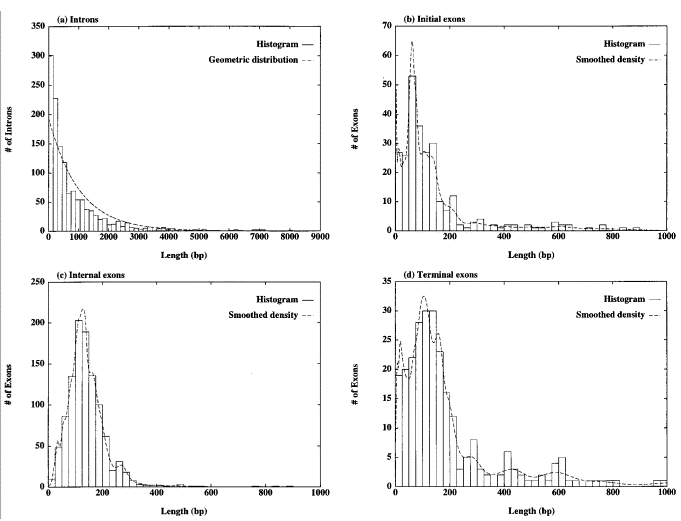 (a) Introns
350
300
250
200
150
100
50
0
# of Introns
Histogram
Geometric distribution
0 1000 2000 3000 4000 5000 6000 7000 8000 9000
Length (bp)
(b) Initial exons
70
60
50
40
30
20
10
0
# of Exons
Histogram
Smoothed density
0 200 400 600 800 1000
Length (bp)
(c) Internal exons
250
200
150
100
50
0
# of Exons
Histogram
Smoothed density
0 200 400 600 800 1000
Length (bp)
(d) Terminal exons
35
30
25
20
15
10
5
0
# of Exons
Histogram
Smoothed density
0 200 400 600 800 1000
Length (bp)